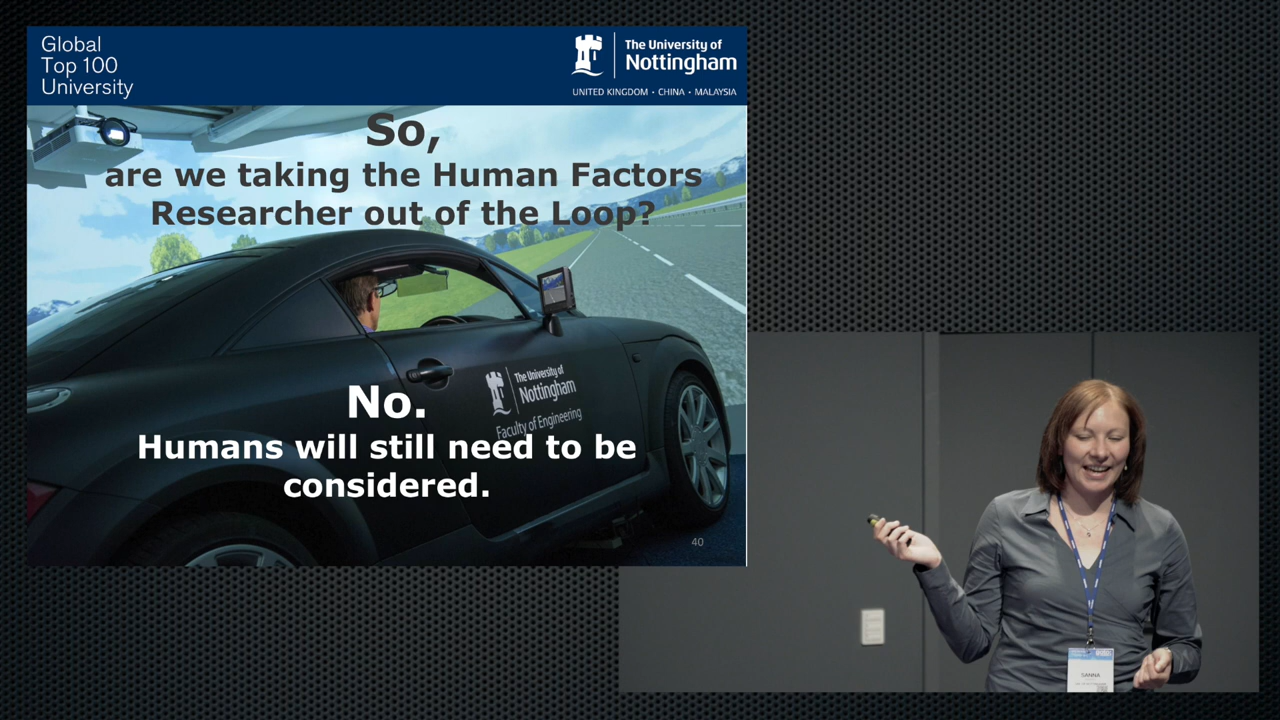 Global
Top 100
University
The University of
Nottingham
UNITED KINGDOM • CHINA • MALAYSIA
So,
are we taking the Human Factors
Researcher out of the Loop?
The University of
Nottingham
Faculty of Engineering
No.
Humans will still need to be
considered.
40
SANNA